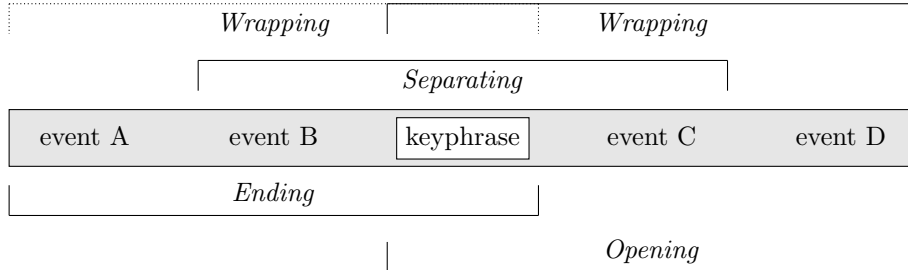 Wrapping Wrapping
Separating
event A event B keyphrase event C event D
Ending
Opening